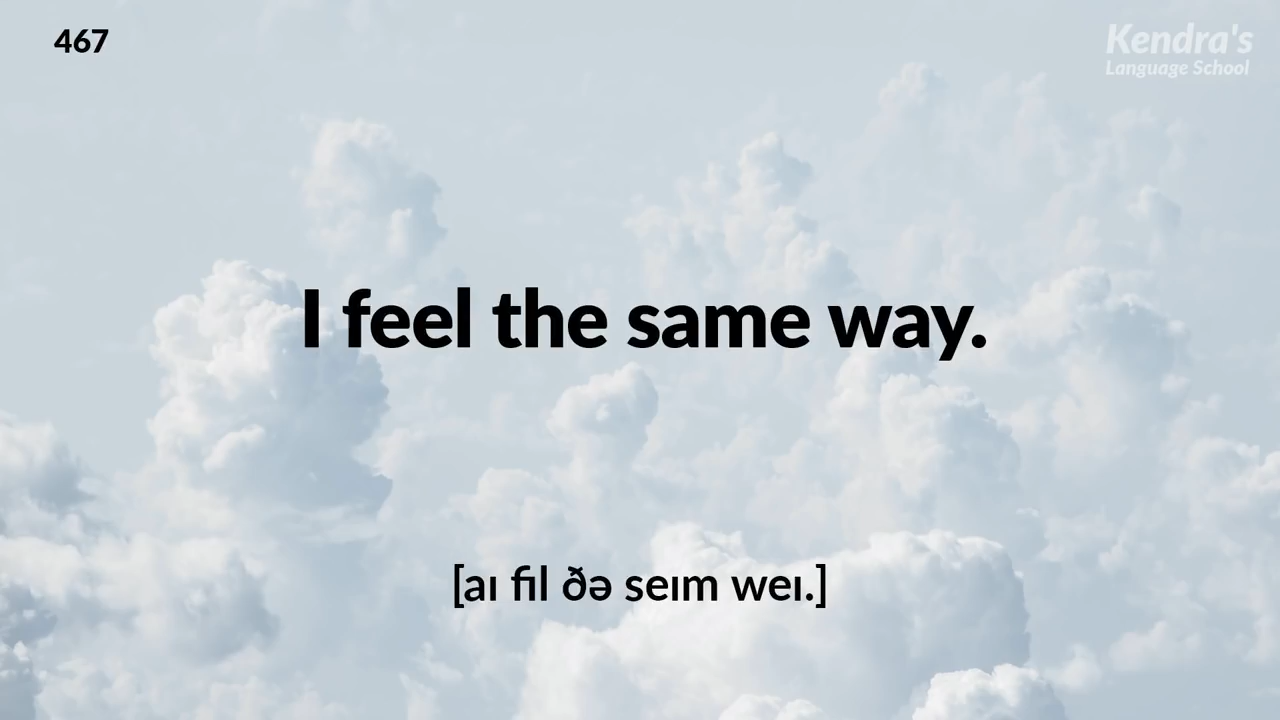 467
Kendra's
Language School
I feel the same way.
[aɪ fil ðə seɪm weɪ.]